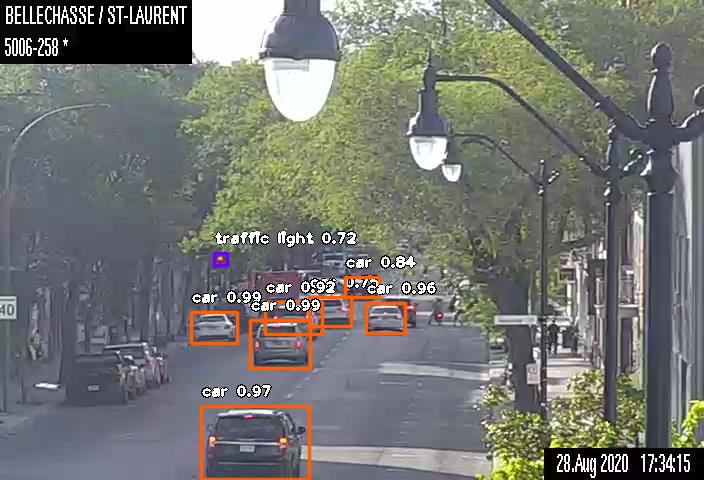 BELLECHASSE / ST-LAURENT
5006-258 *
traffic light 0.72
car 0.84
car 0.92
car 0.96
car 0.99
car 0.99
40
car 0.97
28.Aug 2020 17:34:15